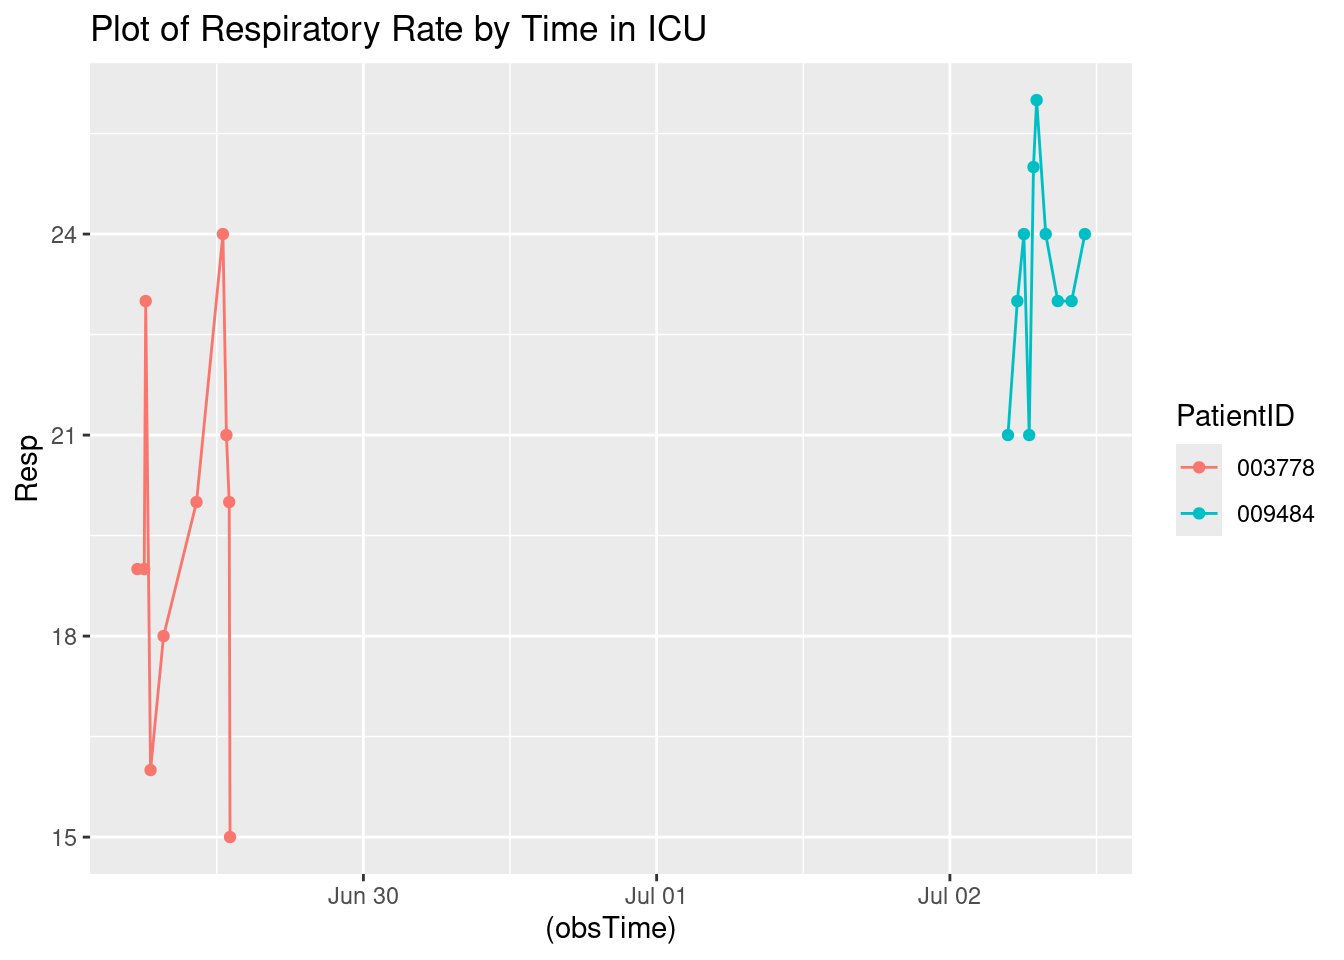 Plot of Respiratory Rate by Time in ICU
Resp
24
21
18
15
Jun 30
Jul 01
Jul 02
(obsTime)
PatientID
003778
009484